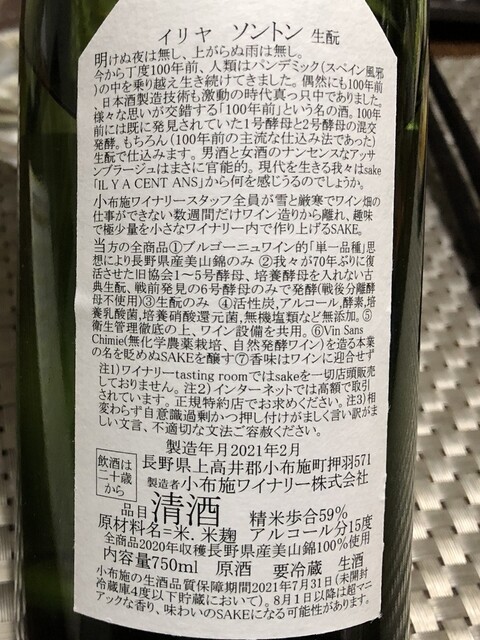 イリヤ ソントン 生酛
明けぬ夜は無し、上がらぬ雨は無し。
今から丁度100年前、人類はパンデミック(スペイン風邪
)の中を乗り越え生き続けてきました。偶然にも100年前
、日本酒製造技術も激動の時代真っ只中でありました。
様々な思いが交錯する「100年前」という名の酒。100年
前には既に発見されていた1号酵母と2号酵母の混交
発酵。もちろん(100年前の主流な仕込み法であった)
生酛で仕込みます。男酒と女酒のナンセンスなアッサ
ンブラージュはまさに官能的。現代を生きる我々はsake
「IL Y A CENT ANS」から何を感じうるのでしょうか。
小布施ワイナリースタッフ全員が雪と厳寒でワイン畑の
仕事ができない数週間だけワイン造りから離れ、趣味
で極少量を小さなワイナリー内で作り上げるSAKE。
当方の全商品①ブルゴーニュワイン的「単一品種」思
想により長野県産美山錦のみ ②我々が70年ぶりに復
活させた旧協会1~5号酵母、培養酵母を入れない古
典生酛、戦前発見の6号酵母のみで発酵(戦後分離酵
母不使用)③生酛のみ ④活性炭,アルコール,酵素,培
養乳酸菌,培養硝酸還元菌,無機塩類など無添加。⑤
衛生管理徹底の上、ワイン設備を共用。⑥Vin Sans
Chimie(無化学農薬栽培、自然発酵ワイン)を造る本業
の名を貶めぬSAKEを醸す⑦香味はワインに迎合せず
注1)ワイナリーtasting roomではsakeを一切店頭販売
しておりません。注2)インターネットでは高額で取引
されています。正規特約店でお求めください。注3)相
変わらず自意識過剰かつ押し付けがましく言い訳がま
しい文言、不適切な文法ご容赦ください。
製造年月2021年2月
飲酒は
二十歳
から
長野県上高井郡小布施町押羽571
製造者 小布施ワイナリー株式会社
品目 清酒 精米歩合59%
原材料名=米.米麹 アルコール分15度
全商品2020年収穫長野県産美山錦100%使用
内容量750ml 原酒 要冷蔵 生酒
小布施の生酒品質保障期間2021年7月31日(未開封
冷蔵庫4度以下貯蔵において)。8月1日以降は超マニ
アックな香り、味わいのSAKEになる可能性があります。